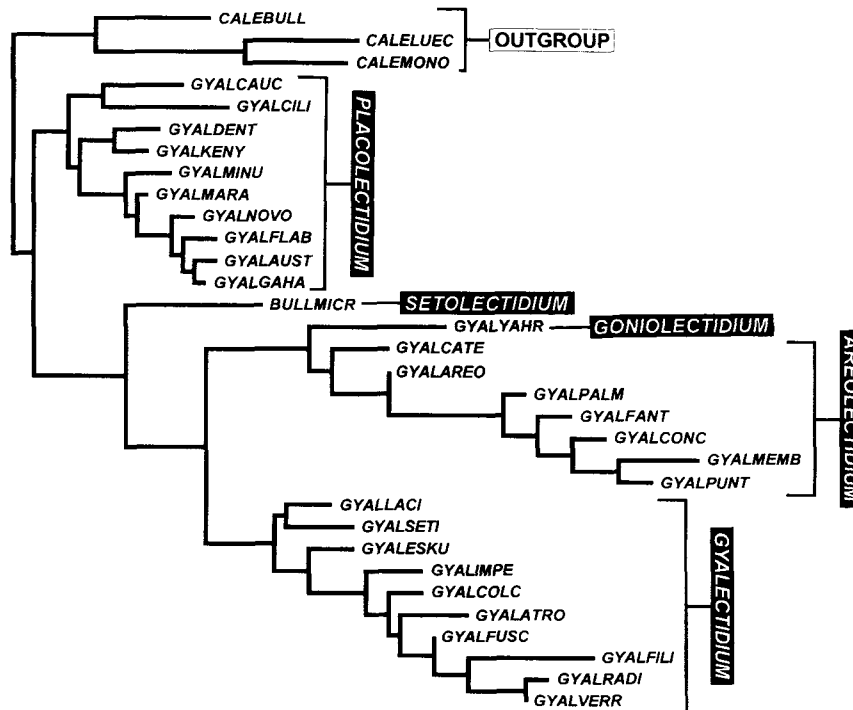 CALEBULL
CALELUEC
OUTGROUP
CALEMONO
GYALCAUC
GYALCILI
PLACOLECTIDIUM
GYALDENT
GYALKENY
GYALMINU
GYALMARA
GYALNOVO
GYALFLAB
GYALAUST
GYALGAHA
BULLMICR
SETOLECTIDIUM
GYALYAHR
GONIOLECTIDIUM
GYALCATE
GYALAREO
AREOLECTIDIUM
GYALPALM
GYALFANT
GYALCONC
GYALMEMB
GYALPUNT
GYALLACI
GYALSETI
GYALESKU
GYALECTIDIUM
GYALIMPE
GYALCOLC
GYALATRO
GYALFUSC
GYALFILI
GYALRADI
GYALVERR